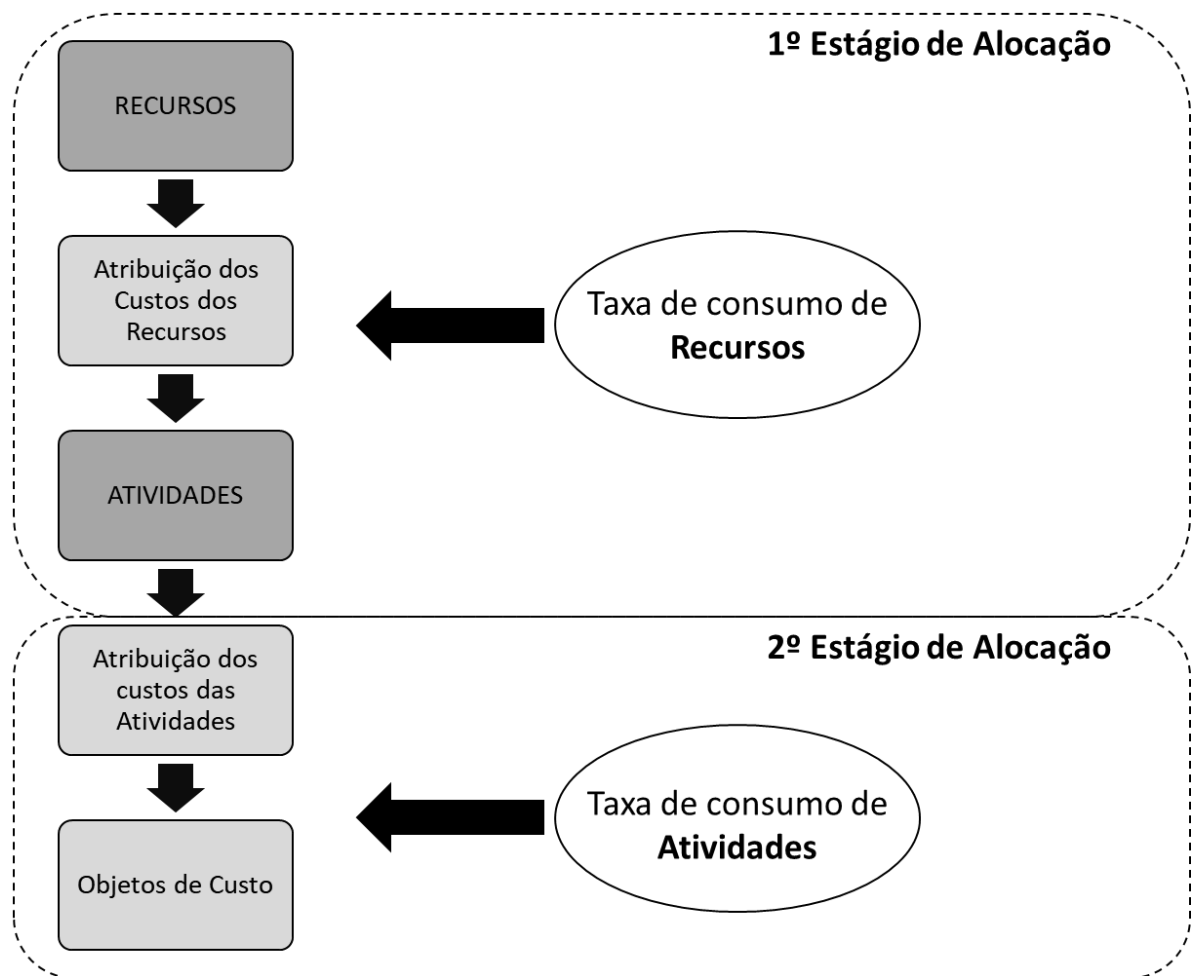 1º Estágio de Alocação
RECURSOS
Atribuição dos
Custos dos
Recursos
Taxa de consumo de
Recursos
ATIVIDADES
2º Estágio de Alocação
Atribuição dos
custos das
Atividades
Taxa de consumo de
Atividades
Objetos de Custo